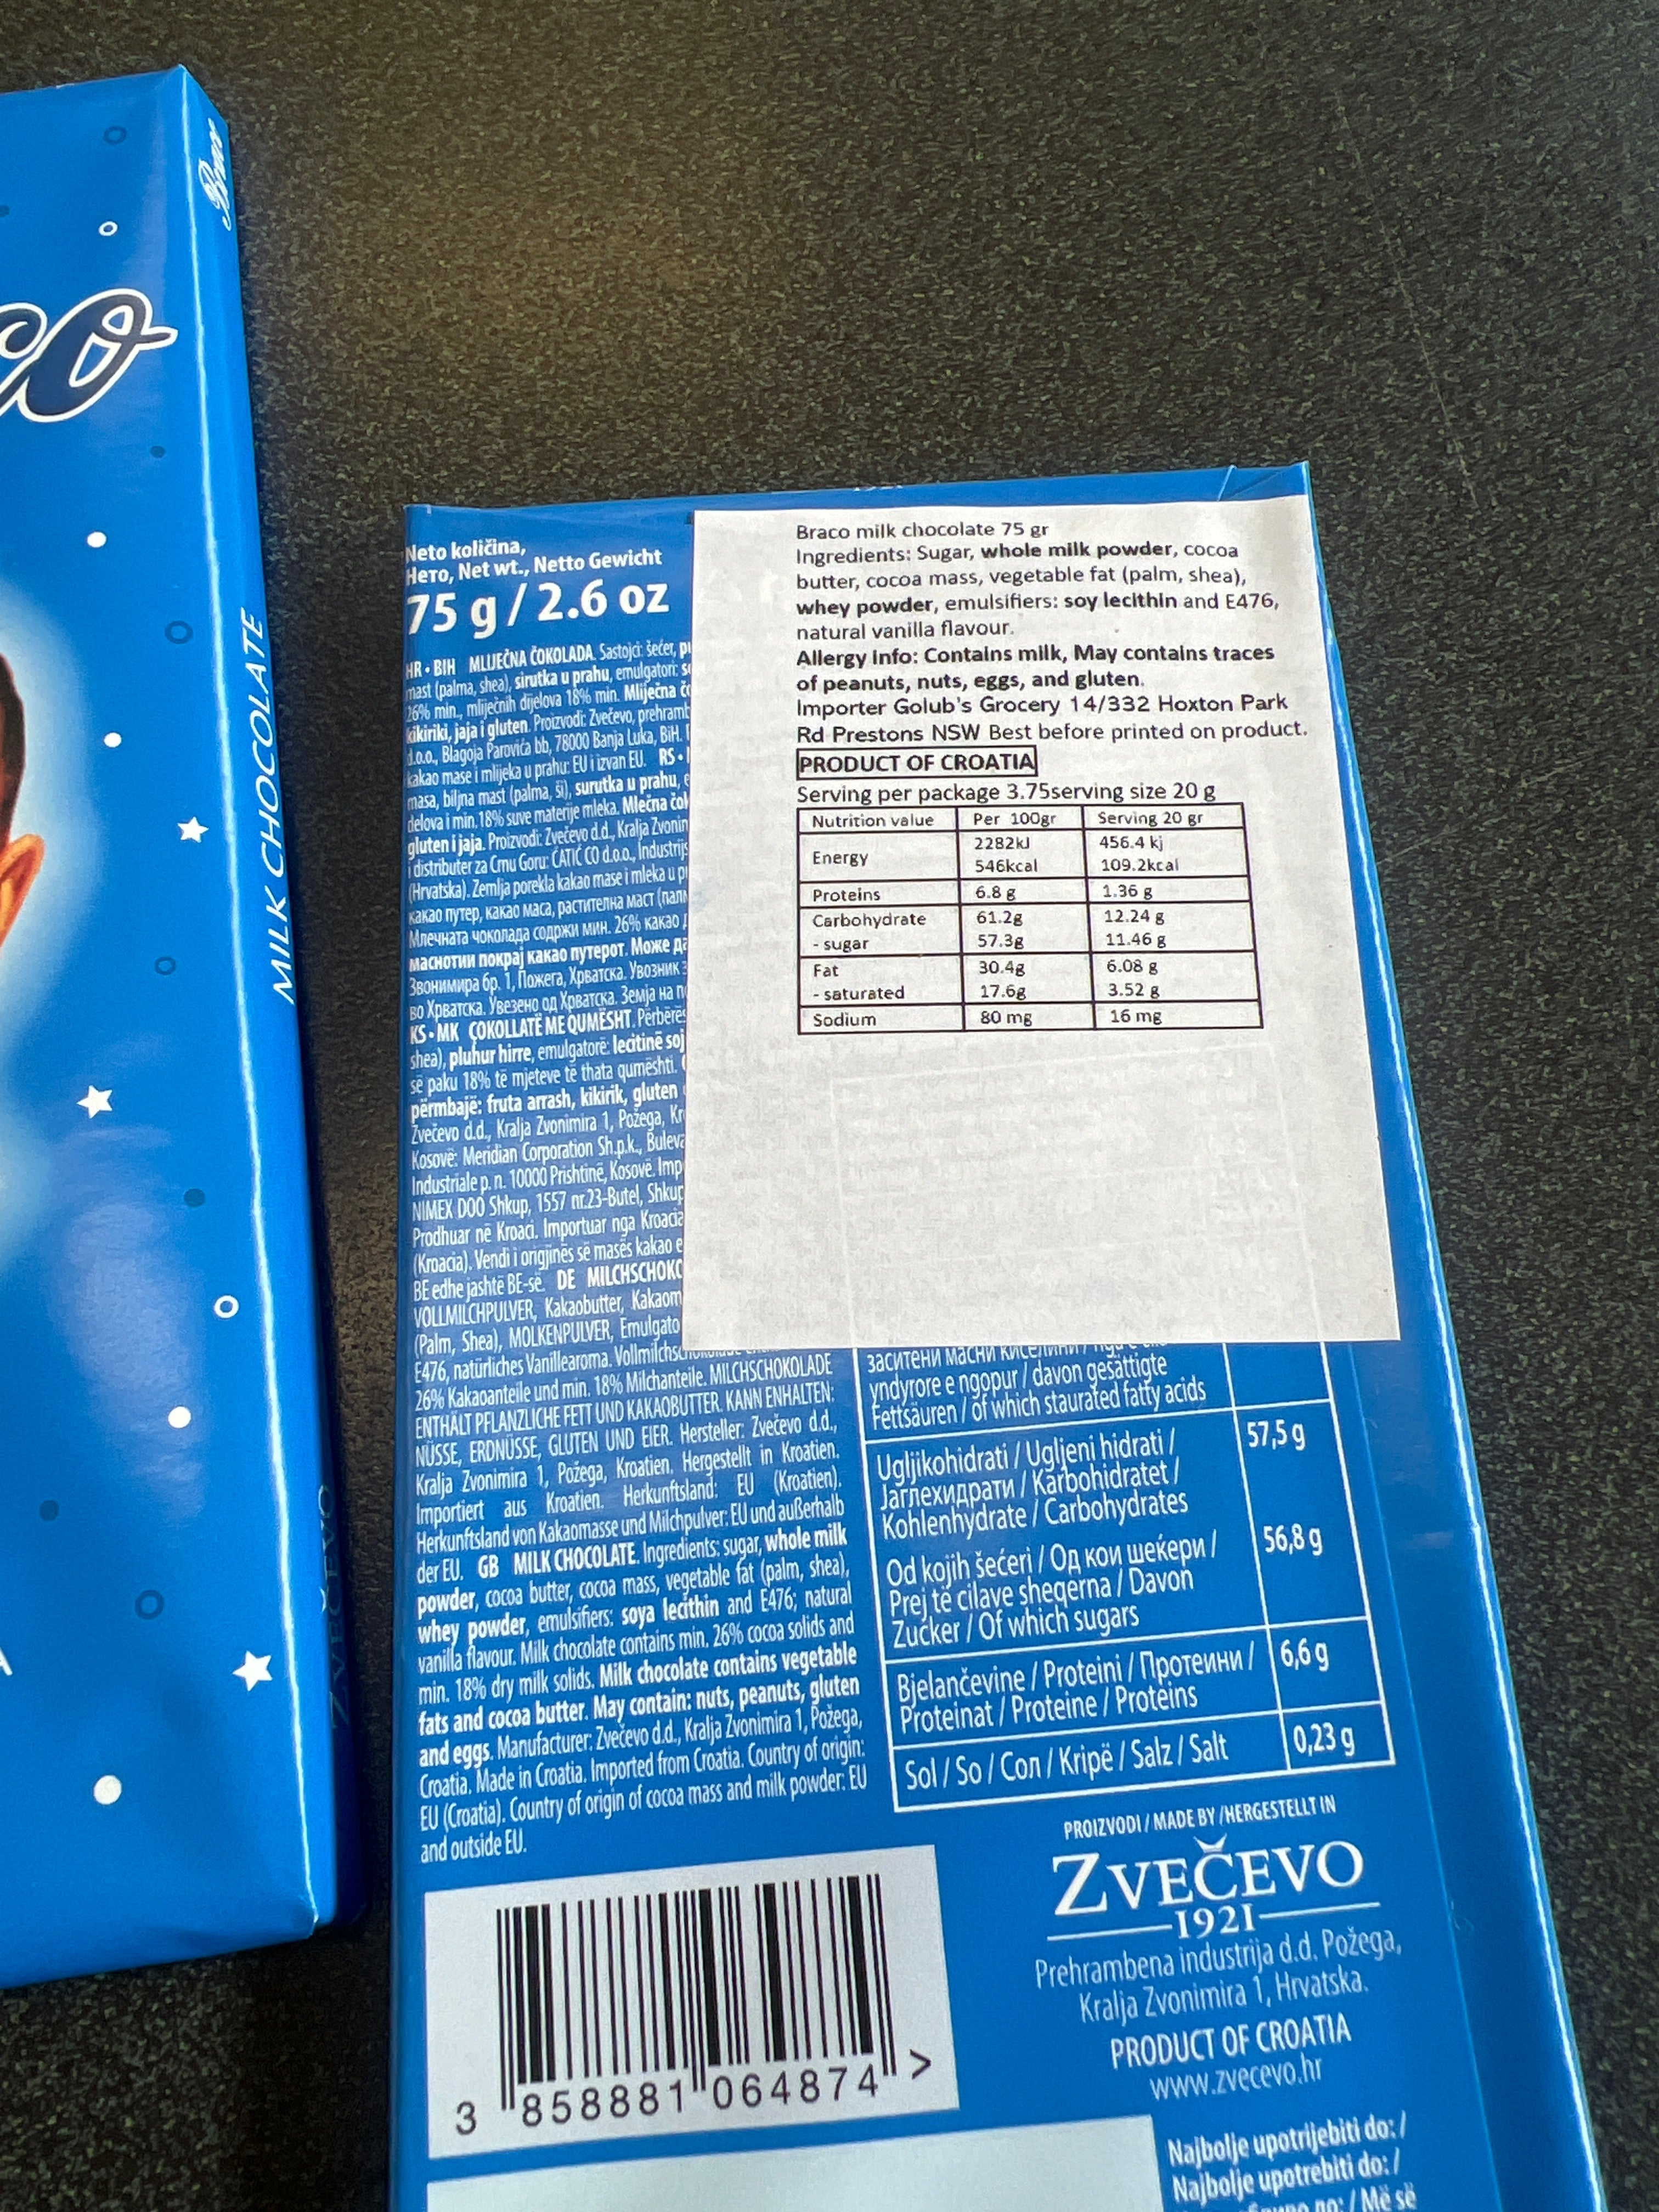 Braco
co
MILK CHOCOLATE
Neto količina,
Нето, Net wt., Netto Gewicht
75 g / 2.6 oz
HR • BIH MLIJEČNA ČOKOLADA. Sastojci: šećer,
mast (palma, shea), sirutka u prahu, emulgatori:
26% min., mliječnih dijelova 18% min. Mliječna
kikiriki, jaja i gluten. Proizvodi: Zvečevo, prehramb
d.o.o., Blagoja Parovića bb, 78000 Banja Luka, BiH.
kakao mase i mlijeka u prahu: EU i izvan EU. RS •
masa, biljna mast (palma, ši), surutka u prahu,
delova i min. 18% suve materije mleka. Mlečna čok
gluten i jaja. Proizvodi: Zvečevo d.d., Kralja Zvonim
i distributer za Crnu Goru: ĆATIĆ CO d.o.o., Industrijs
(Hrvatska). Zemlja porekla kakao mase i mleka u
какао путер, какао маса, растителна маст
Млечната чоколада содржи мин. 26% какао
маснотии покрај какао путерот. Може да
Звонимира бр. 1, Пожега, Хрватска. Увозник
во Хрватска. Увезено од Хрватска. Земја на
KS • MK ÇOKOLLATË ME QUMËSHT. Përbërës
shea), pluhur hirre, emulgatorë: lecitinë soj
së paku 18% të mjeteve të thata qumështi.
përmbajë: fruta arrash, kikirik, gluten
Zvečevo d.d., Kralja Zvonimira 1, Požega, Kr
Kosovë: Meridian Corporation Sh.p.k., Buleva
Industriale p. n. 10000 Prishtinë, Kosovë. Imp
NIMEX DOO Shkup, 1557 nr.23-Butel, Shkup
Prodhuar në Kroaci. Importuar nga Kroacia
(Kroacia). Vendi i origjinës së masës kakao e
BE edhe jashtë BE-së. DE MILCHSCHOKO
VOLLMILCHPULVER, Kakaobutter, Kakaom
(Palm, Shea), MOLKENPULVER, Emulgato
E476, natürliches Vanillearoma.
26% Kakaoanteile und min. 18% Milchanteile. MILCHSCHOKOLADE
ENTHÄLT PFLANZLICHE FETT UND KAKAOBUTTER. KANN ENHALTEN:
NÜSSE, ERDNÜSSE, GLUTEN UND EIER. Hersteller: Zvečevo d.d.,
Kralja Zvonimira 1, Požega, Kroatien. Hergestellt in Kroatien.
Importiert aus Kroatien. Herkunftsland: EU (Kroatien).
Herkunftsland von Kakaomasse und Milchpulver: EU und außerhalb
der EU. GB MILK CHOCOLATE. Ingredients: sugar, whole milk
powder, cocoa butter, cocoa mass, vegetable fat (palm, shea),
whey powder, emulsifiers: soya lecithin and E476; natural
vanilla flavour. Milk chocolate contains min. 26% cocoa solids and
min. 18% dry milk solids. Milk chocolate contains vegetable
fats and cocoa butter. May contain: nuts, peanuts, gluten
and eggs. Manufacturer: Zvečevo d.d., Kralja Zvonimira 1, Požega,
Croatia. Made in Croatia. Imported from Croatia. Country of origin:
EU (Croatia). Country of origin of cocoa mass and milk powder: EU
and outside EU.
Braco milk chocolate 75 gr
Ingredients: Sugar, whole milk powder, cocoa
butter, cocoa mass, vegetable fat (palm, shea),
whey powder, emulsifiers: soy lecithin and E476,
natural vanilla flavour.
Allergy Info: Contains milk, May contains traces
of peanuts, nuts, eggs, and gluten.
Importer Golub's Grocery 14/332 Hoxton Park
Rd Prestons NSW Best before printed on product.
PRODUCT OF CROATIA
Serving per package 3.75serving size 20 g
Nutrition value Per 100gr Serving 20 gr
Energy 2282kJ 456.4 kj
546kcal 109.2kcal
Proteins 6.8 g 1.36 g
Carbohydrate 61.2g 12.24 g
- sugar 57.3g 11.46 g
Fat 30.4g 6.08 g
- saturated 17.6g 3.52 g
Sodium 80 mg 16 mg
yndyrore e ngopur / davon gesättigte
Fettsäuren / of which staurated fatty acids
Ugljikohidrati / Ugljeni hidrati / 57,5 g
Јаглехидрати / Karbohidratet /
Kohlenhydrate / Carbohydrates
Od kojih šećeri / Од кои шеќери / 56,8 g
Prej të cilave sheqerna / Davon
Zucker / Of which sugars
Bjelančevine / Proteini / Протеини / 6,6 g
Proteinat / Proteine / Proteins
Sol / So / Сол / Kripë / Salz / Salt 0,23 g
PROIZVODI / MADE BY /HERGESTELLT IN
ZVEČEVO
1921
Prehrambena industrija d.d. Požega,
Kralja Zvonimira 1, Hrvatska.
PRODUCT OF CROATIA
www.zvecevo.hr
3 858881 064874 >
Najbolje upotrijebiti do: /
Najbolje upotrebiti do: /
до: / Më së